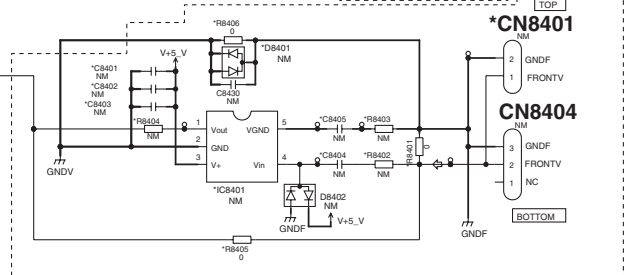 TOP
*CN8401
NM
2 GNDF
1 FRONTV
*R8406
0
*D8401
NM
V+5_V
*C8401
NM
*C8402
NM
*C8403
NM
C8430
NM
*R8404
NM
1 Vout
2 GND
3 V+
VGND 5
Vin 4
*IC8401
NM
*C8405
NM
*R8403
NM
*C8404
NM
*R8402
NM
*R8401
0
CN8404
NM
3 GNDF
2 FRONTV
1 NC
BOTTOM
GNDV
D8402
NM
V+5_V
GNDF
GNDF
*R8405
0